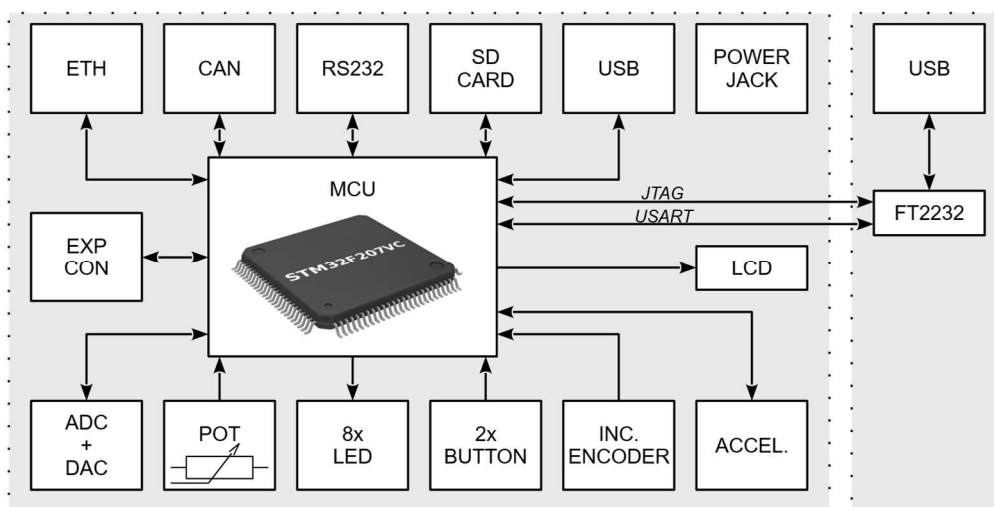 ETH
CAN
RS232
SD
CARD
USB
POWER
JACK
USB
MCU
STM32F207VC
JTAG
USART
FT2232
EXP
CON
LCD
ADC
+
DAC
POT
8x
LED
2x
BUTTON
INC.
ENCODER
ACCEL.